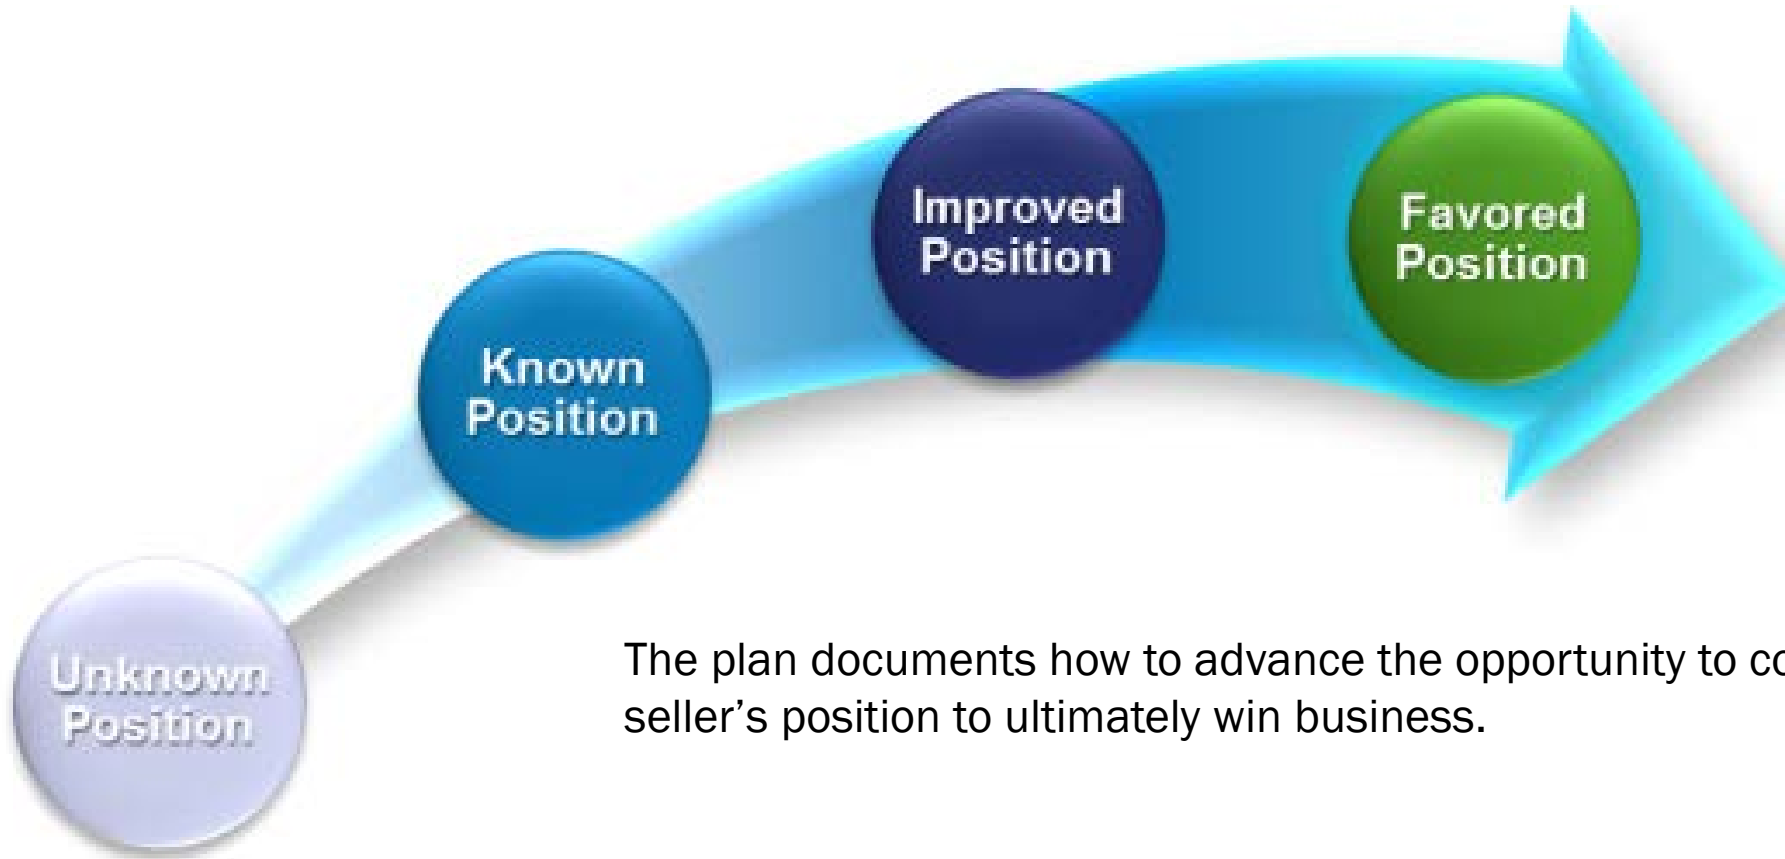 Improved
Position
Favored
Position
Known
Position
Unknown
Position
The plan documents how to advance the opportunity to
seller’s position to ultimately win business.